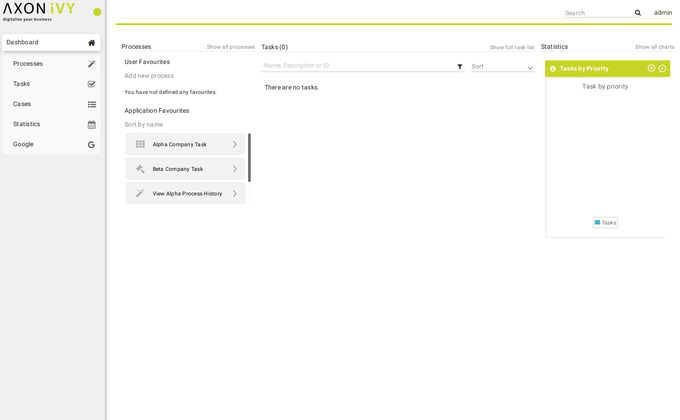 AXON iVY
digitalize your business
Search
admin
Dashboard
Processes
Tasks
Cases
Statistics
Google
G
Processes
Show all processes
User Favourites
Add new process
You have not defined any favourites.
Application Favourites
Sort by name
Alpha Company Task
Beta Company Task
View Alpha Process History
Tasks (0)
Show full task list
Name, Description or ID
Sort
There are no tasks.
Statistics
Show all charts
Tasks by Priority
Task by priority
Tasks